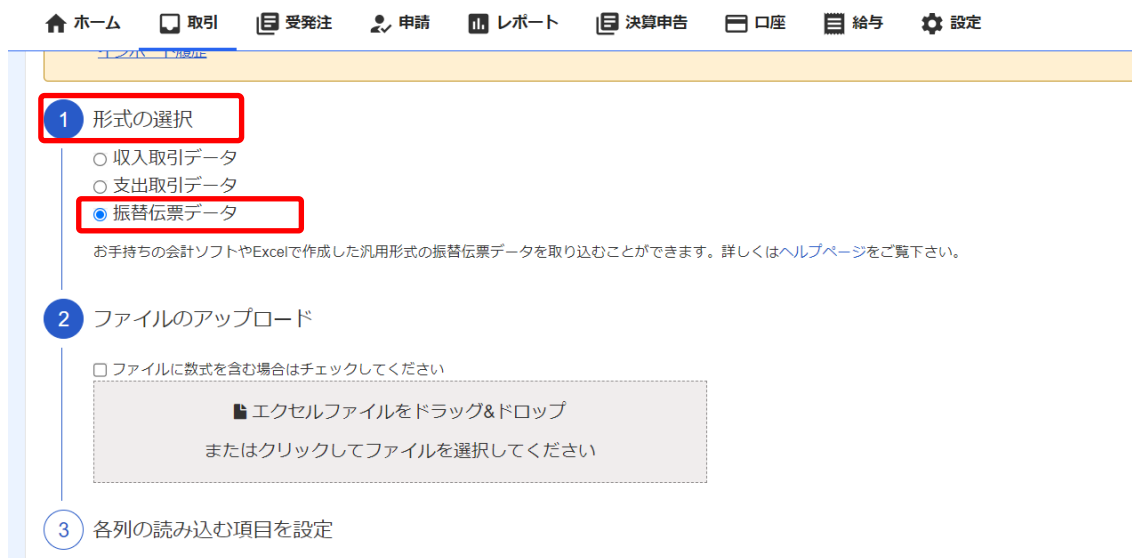 ホーム 取引 受発注 申請 レポート 決算申告 口座 給与 設定
インポート履歴
1 形式の選択
収入取引データ
支出取引データ
振替伝票データ
お手持ちの会計ソフトやExcelで作成した汎用形式の振替伝票データを取り込むことができます。詳しくはヘルプページをご覧下さい。
2 ファイルのアップロード
ファイルに数式を含む場合はチェックしてください
エクセルファイルをドラッグ&ドロップ
またはクリックしてファイルを選択してください
3 各列の読み込む項目を設定